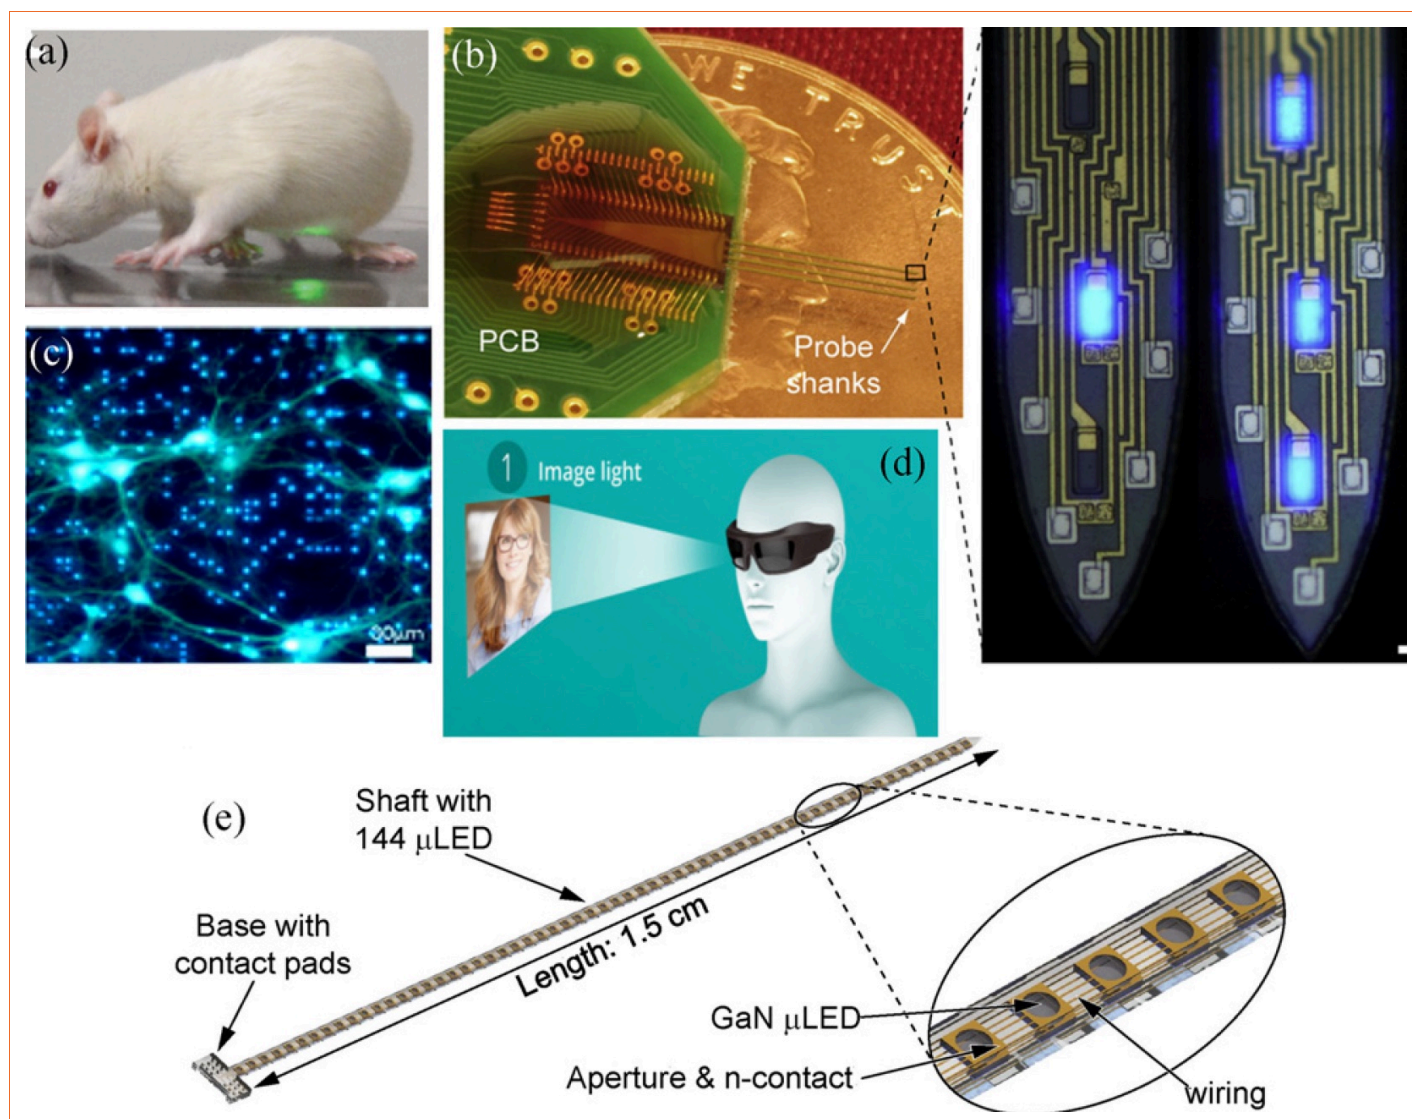 (a)
(b)
WE TRUS
PCB
Probe
shanks
(c)
(d)
1 Image light
(e)
Shaft with
144 μLED
Length: 1.5 cm
Base with
contact pads
GaN μLED
Aperture & n-contact
wiring